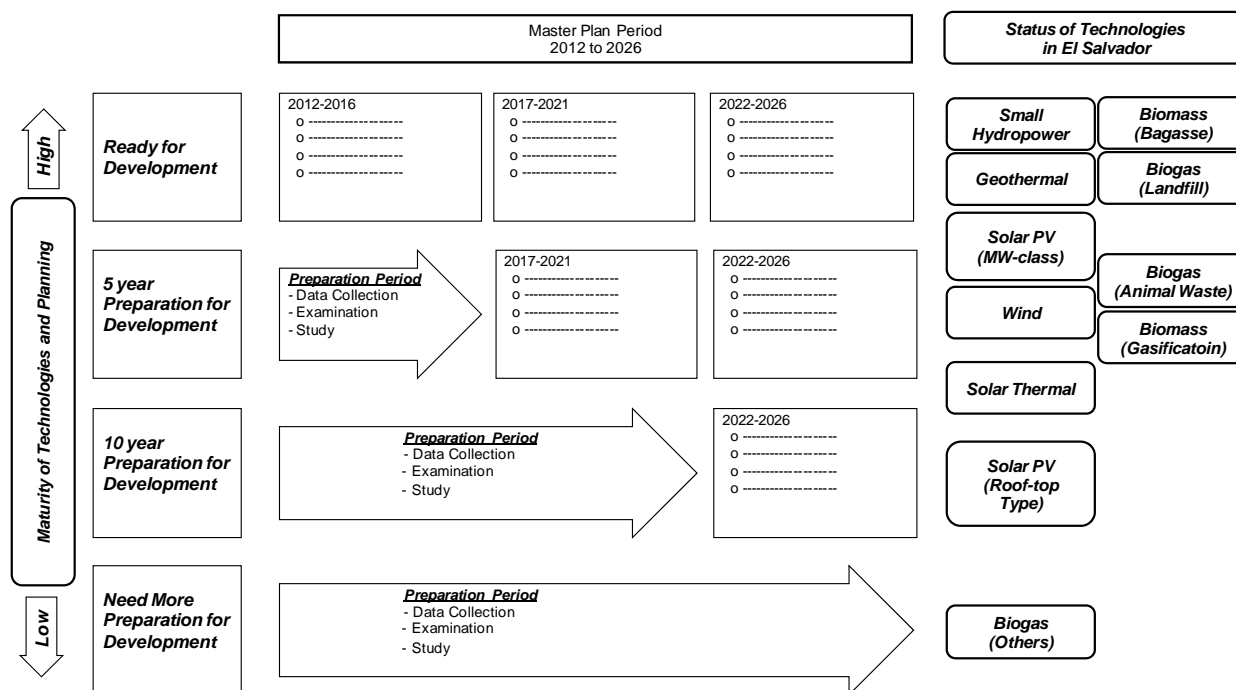 Master Plan Period
2012 to 2026
Status of Technologies
in El Salvador
High
Maturity of Technologies and Planning
Low
Ready for
Development
2012-2016
o -------------------
o -------------------
o -------------------
o -------------------
2017-2021
o -------------------
o -------------------
o -------------------
o -------------------
2022-2026
o -------------------
o -------------------
o -------------------
o -------------------
Small
Hydropower
Biomass
(Bagasse)
Geothermal
Biogas
(Landfill)
5 year
Preparation for
Development
Preparation Period
- Data Collection
- Examination
- Study
2017-2021
o -------------------
o -------------------
o -------------------
o -------------------
2022-2026
o -------------------
o -------------------
o -------------------
o -------------------
Solar PV
(MW-class)
Biogas
(Animal Waste)
Wind
Biomass
(Gasificatoin)
Solar Thermal
10 year
Preparation for
Development
Preparation Period
- Data Collection
- Examination
- Study
2022-2026
o -------------------
o -------------------
o -------------------
o -------------------
Solar PV
(Roof-top
Type)
Need More
Preparation for
Development
Preparation Period
- Data Collection
- Examination
- Study
Biogas
(Others)